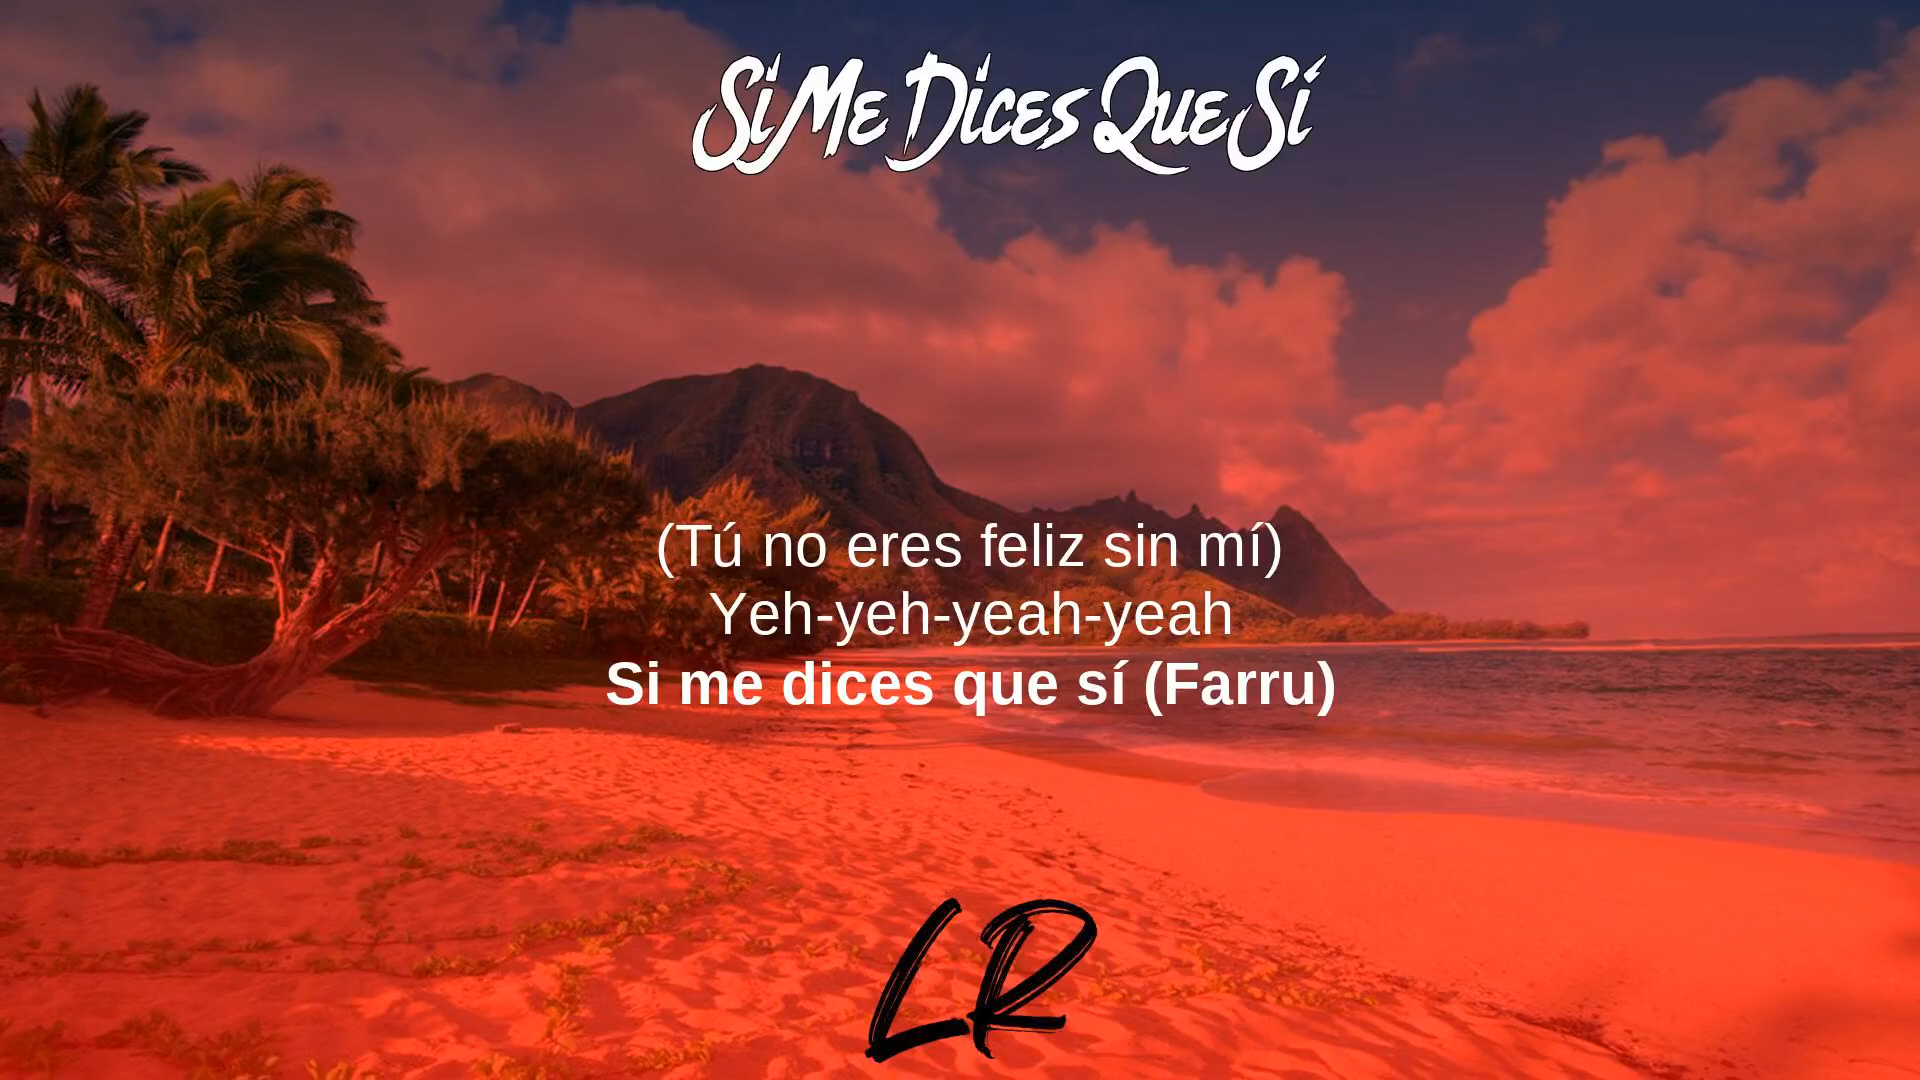 Si Me Dices Que Sí
(Tú no eres feliz sin mí)
Yeh-yeh-yeah-yeah
Si me dices que sí (Farru)
LR